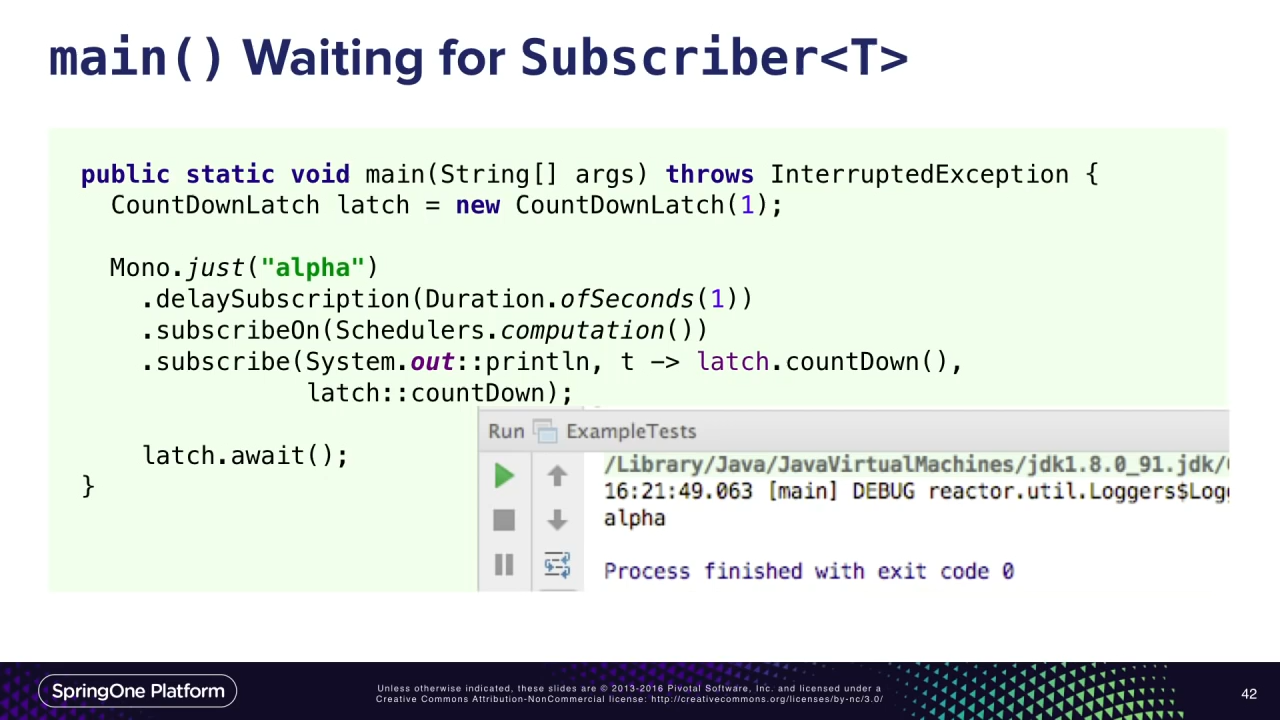 main() Waiting for Subscriber<T>
public static void main(String[] args) throws InterruptedException {
CountDownLatch latch = new CountDownLatch(1);
Mono.just("alpha")
.delaySubscription(Duration.ofSeconds(1))
.subscribeOn(Schedulers.computation())
.subscribe(System.out::println, t -> latch.countDown(),
latch::countDown);
latch.await();
}
Run ExampleTests
/Library/Java/JavaVirtualMachines/jdk1.8.0_91.jdk/
16:21:49.063 [main] DEBUG reactor.util.Loggers$Logg
alpha
Process finished with exit code 0
SpringOne Platform
Unless otherwise indicated, these slides are © 2013-2016 Pivotal Software, Inc. and licensed under a
Creative Commons Attribution-NonCommercial license: http://creativecommons.org/licenses/by-nc/3.0/
42